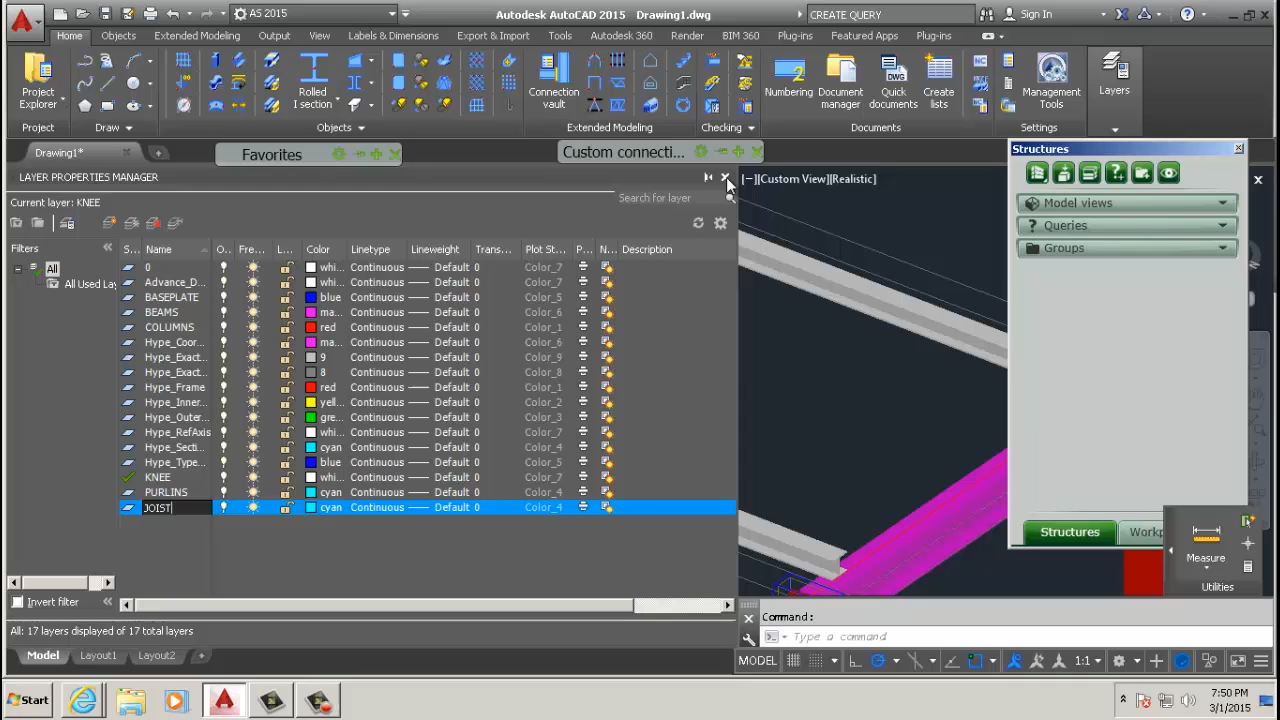 AS 2015
Autodesk AutoCAD 2015 Drawing1.dwg
CREATE QUERY
Sign In
Home Objects Extended Modeling Output View Labels & Dimensions Export & Import Tools Autodesk 360 Render BIM 360 Plug-ins Featured Apps Plug-ins
Project Explorer
Rolled I section
Connection vault
Numbering
Document manager
Quick documents
Create lists
Management Tools
Layers
Project Draw Objects Extended Modeling Checking Documents Settings
Drawing1*
Favorites
Custom connecti...
Structures
LAYER PROPERTIES MANAGER
[−][Custom View][Realistic]
Current layer: KNEE
Search for layer
Model views
Queries
Groups
Filters
All
All Used Lay
S... Name O... Fre... L... Color Linetype Lineweight Trans... Plot St... P... N... Description
0 whi... Continuous Default 0 Color_7
Advance_D... whi... Continuous Default 0 Color_7
BASEPLATE blue Continuous Default 0 Color_5
BEAMS ma... Continuous Default 0 Color_6
COLUMNS red Continuous Default 0 Color_1
Hype_Coor... ma... Continuous Default 0 Color_6
Hype_Exact... 9 Continuous Default 0 Color_9
Hype_Exact... 8 Continuous Default 0 Color_8
Hype_Frame red Continuous Default 0 Color_1
Hype_Inner... yell... Continuous Default 0 Color_2
Hype_Outer... gre... Continuous Default 0 Color_3
Hype_RefAxis whi... Continuous Default 0 Color_7
Hype_Secti... cyan Continuous Default 0 Color_4
Hype_Type... blue Continuous Default 0 Color_5
KNEE whi... Continuous Default 0 Color_7
PURLINS cyan Continuous Default 0 Color_4
JOIST cyan Continuous Default 0 Color_4
Structures Workp
Measure
Utilities
Invert filter
All: 17 layers displayed of 17 total layers
Command:
Type a command
Model Layout1 Layout2 +
MODEL
1:1
Start
7:50 PM
3/1/2015